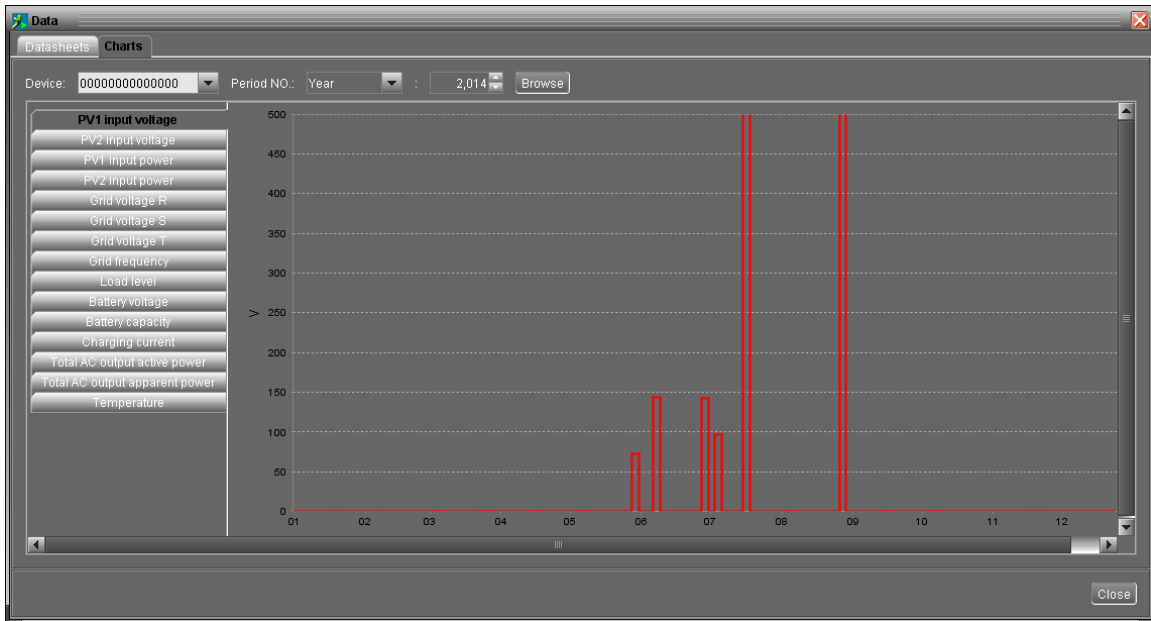 Data
Datasheets Charts
Device: 00000000000000 Period NO.: Year : 2,014 Browse
PV1 input voltage
PV2 input voltage
PV1 input power
PV2 input power
Grid voltage R
Grid voltage S
Grid voltage T
Grid frequency
Load level
Battery voltage
Battery capacity
Charging current
Total AC output active power
Total AC output apparent power
Temperature
V
500
450
400
350
300
250
200
150
100
50
0
01 02 03 04 05 06 07 08 09 10 11 12
Close